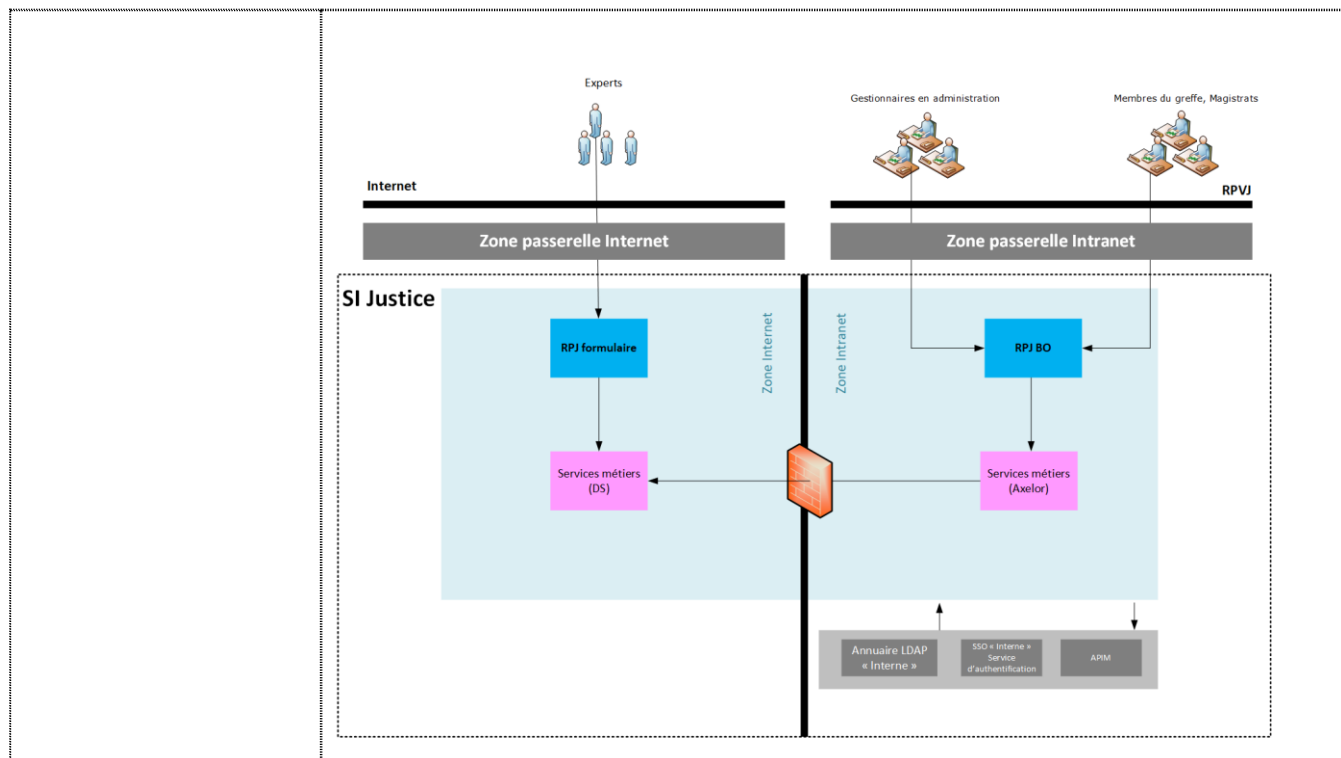 Experts
Gestionnaires en administration
Membres du greffe, Magistrats
Internet
RPVJ
Zone passerelle Internet
Zone passerelle Intranet
SI Justice
Zone Internet
Zone Intranet
RPJ formulaire
RPJ BO
Services métiers
(DS)
Services métiers
(Axelor)
Annuaire LDAP
« Interne »
SSO « Interne »
Service
d'authentification
APIM